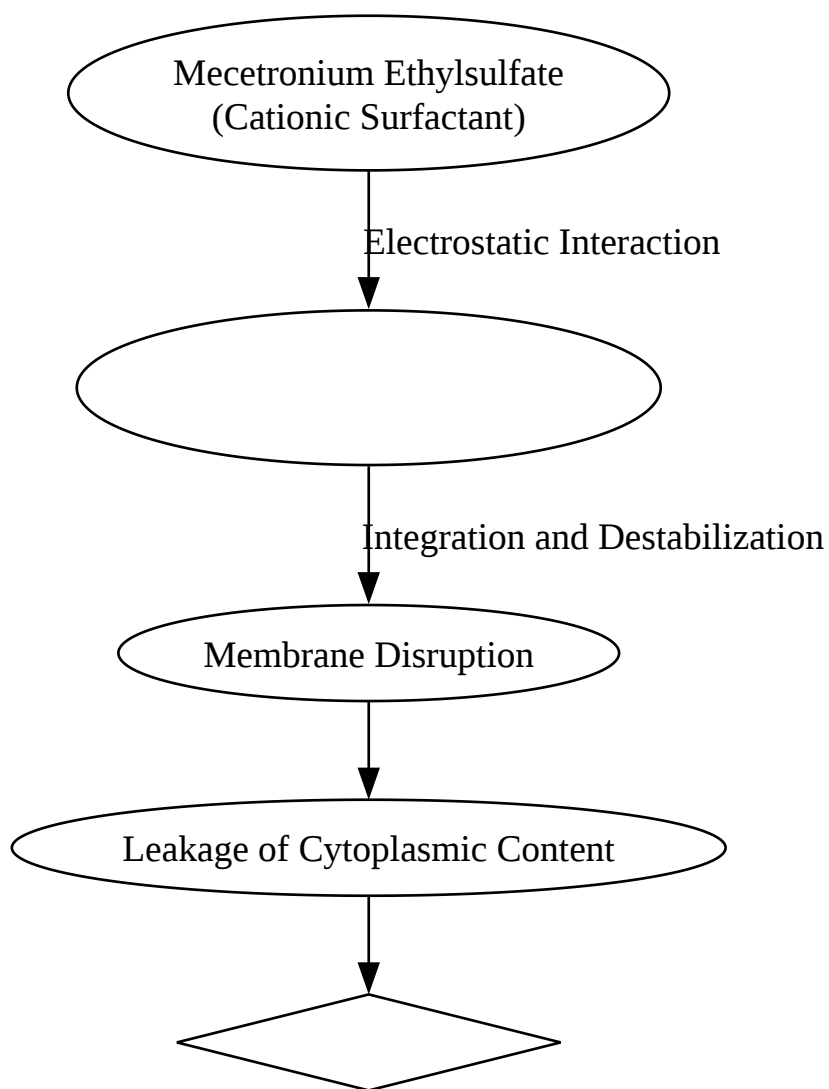 Mecetronium Ethylsulfate
(Cationic Surfactant)
Electrostatic Interaction
Integration and Destabilization
Membrane Disruption
Leakage of Cytoplasmic Content